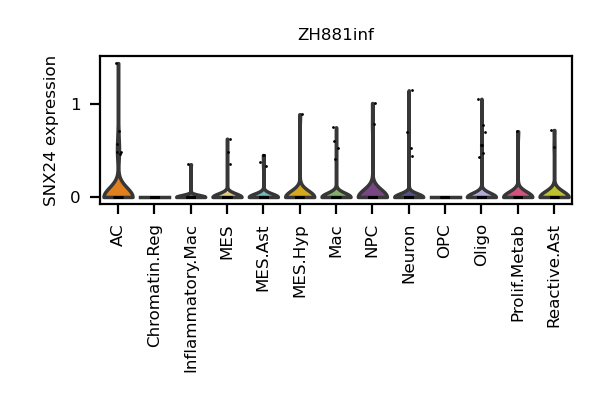 ZH881inf
SNX24 expression
1
0
AC
Chromatin.Reg
Inflammatory.Mac
MES
MES.Ast
MES.Hyp
Mac
NPC
Neuron
OPC
Oligo
Prolif.Metab
Reactive.Ast